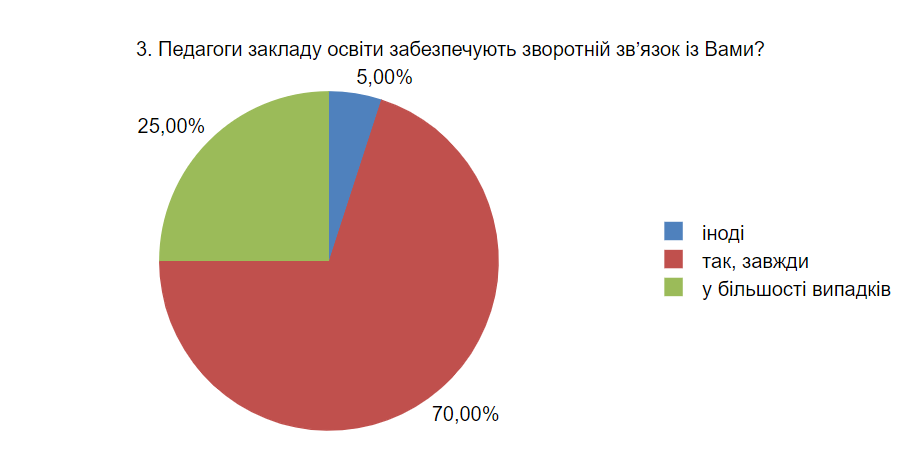 3. Педагоги закладу освіти забезпечують зворотній зв’язок із Вами?
5,00%
25,00%
іноді
так, завжди
у більшості випадків
70,00%